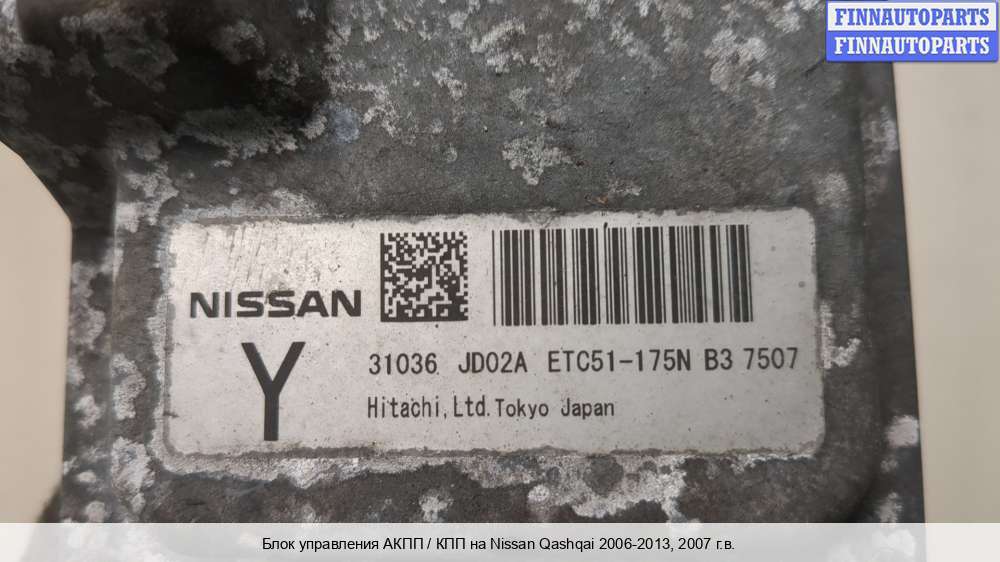 FINNAUTOPARTS
FINNAUTOPARTS
NISSAN
Y
31036 JD02A ETC51-175N B3 7507
Hitachi, Ltd. Tokyo Japan
Блок управления АКПП / КПП на Nissan Qashqai 2006-2013, 2007 г.в.